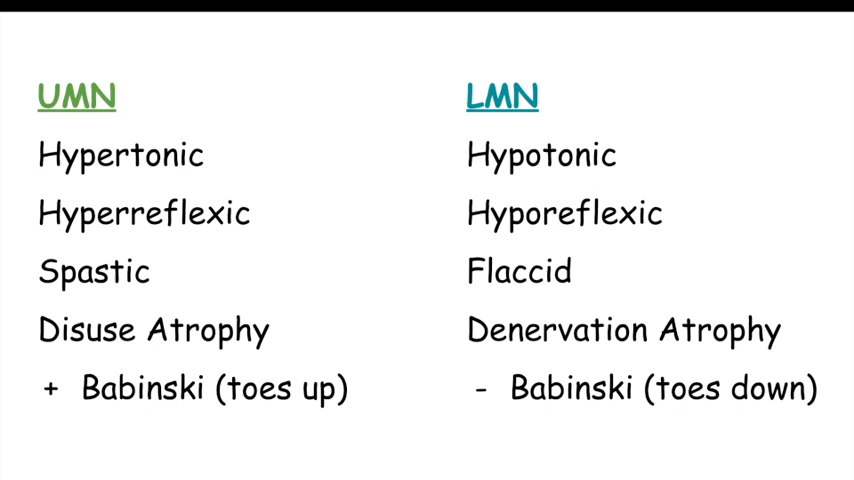 UMN
Hypertonic
Hyperreflexic
Spastic
Disuse Atrophy
+ Babinski (toes up)
LMN
Hypotonic
Hyporeflexic
Flaccid
Denervation Atrophy
- Babinski (toes down)